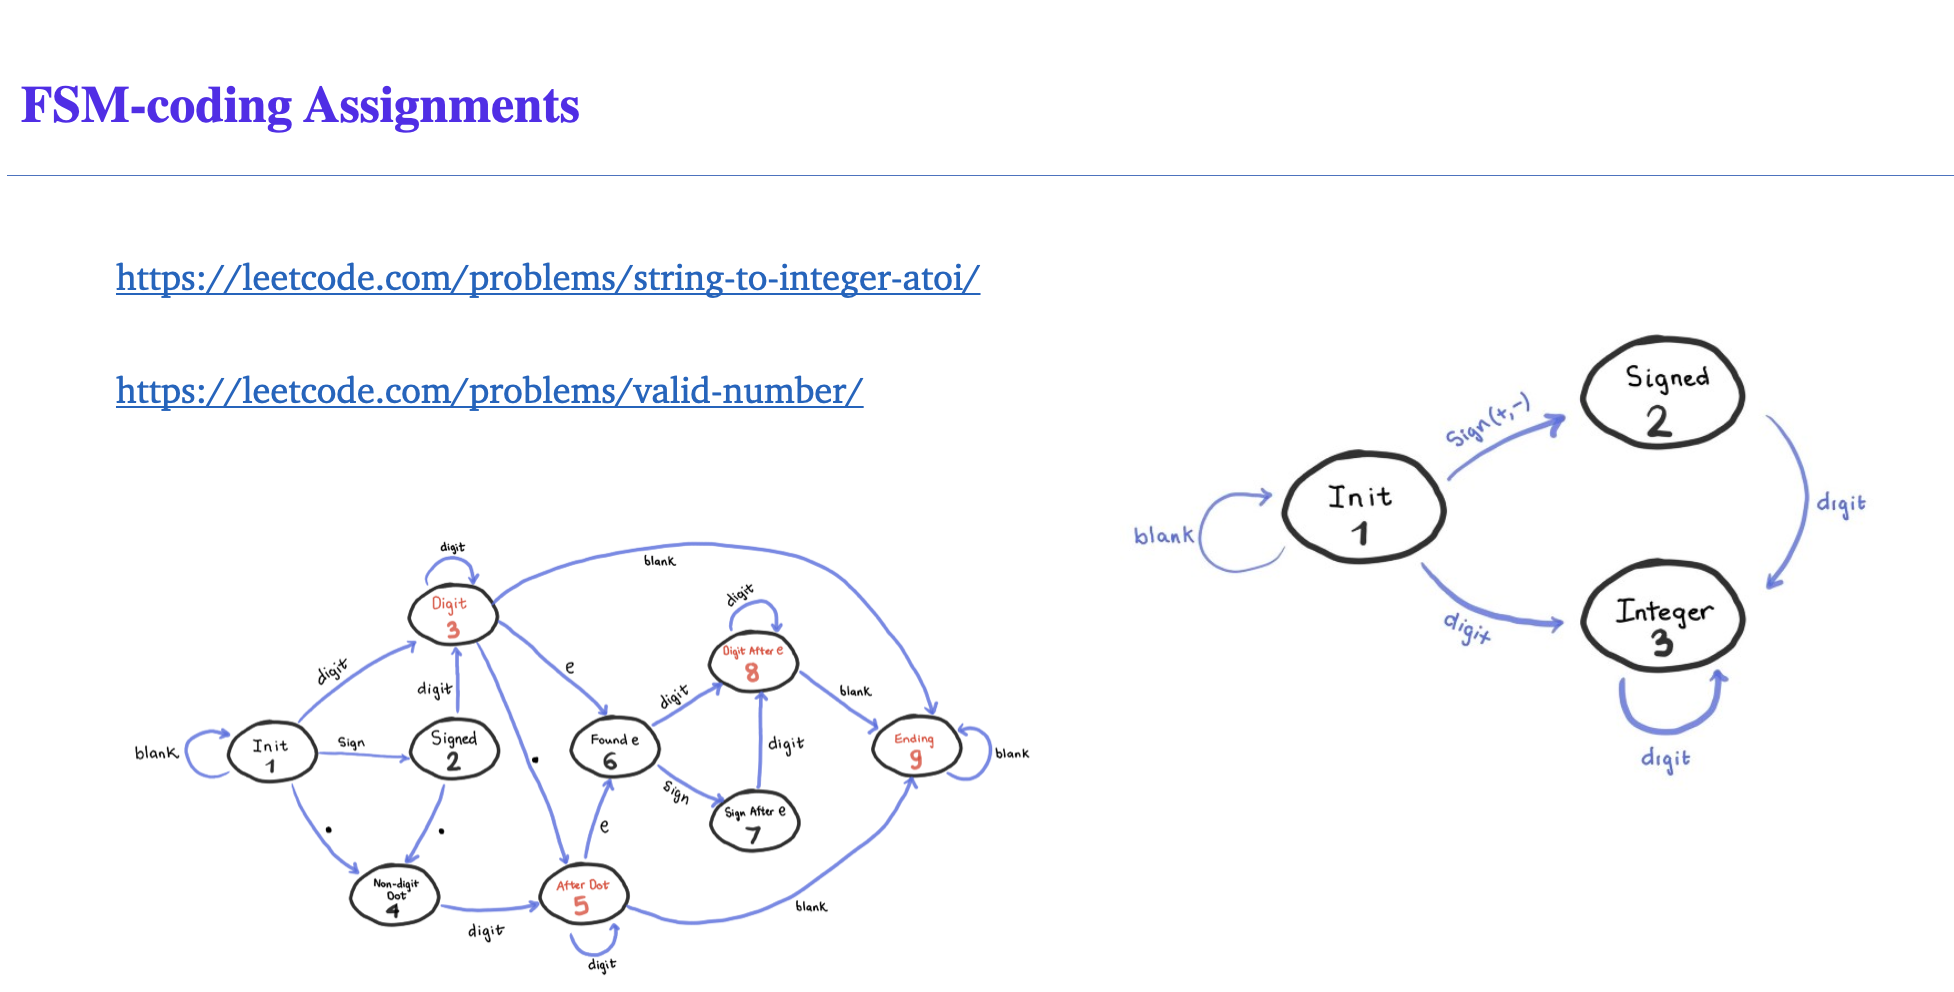 FSM-coding Assignments
https://leetcode.com/problems/string-to-integer-atoi/
https://leetcode.com/problems/valid-number/
digit
Digit
3
blank
digit
digit
e
digit
Digit After e
8
digit
blank
blank
Init
1
Sign
Signed
2
.
Found e
6
digit
Ending
9
blank
.
.
Sign
Sign After e
7
e
Non-digit
Dot
4
After Dot
5
digit
blank
digit
Signed
2
Sign(+,-)
Init
1
blank
digit
digit
Integer
3
digit